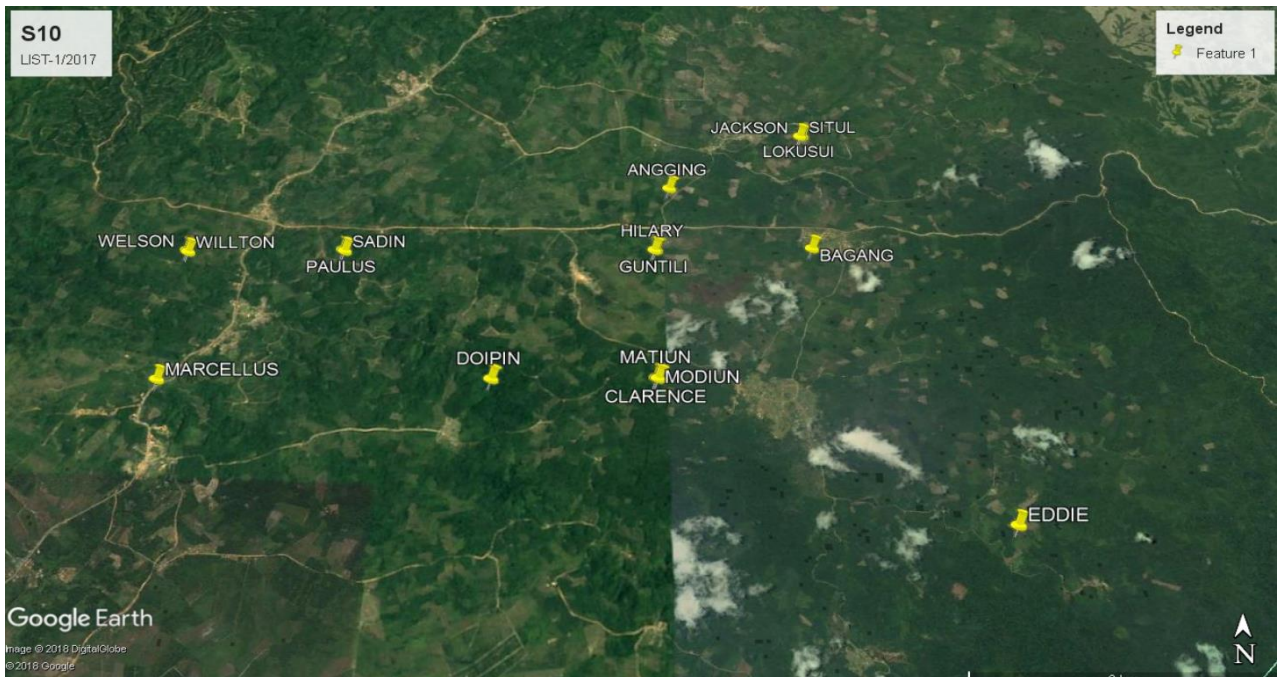 S10
LIST-1/2017
Legend
Feature 1
JACKSON SITUL
LOKUSUI
ANGGING
HILARY
WELSON WILLTON
SADIN
PAULUS
GUNTILI
BAGANG
MARCELLUS
DOIPIN
MATIUN
MODIUN
CLARENCE
EDDIE
Google Earth
© 2018 DigitalGlobe
© 2018 Google
N